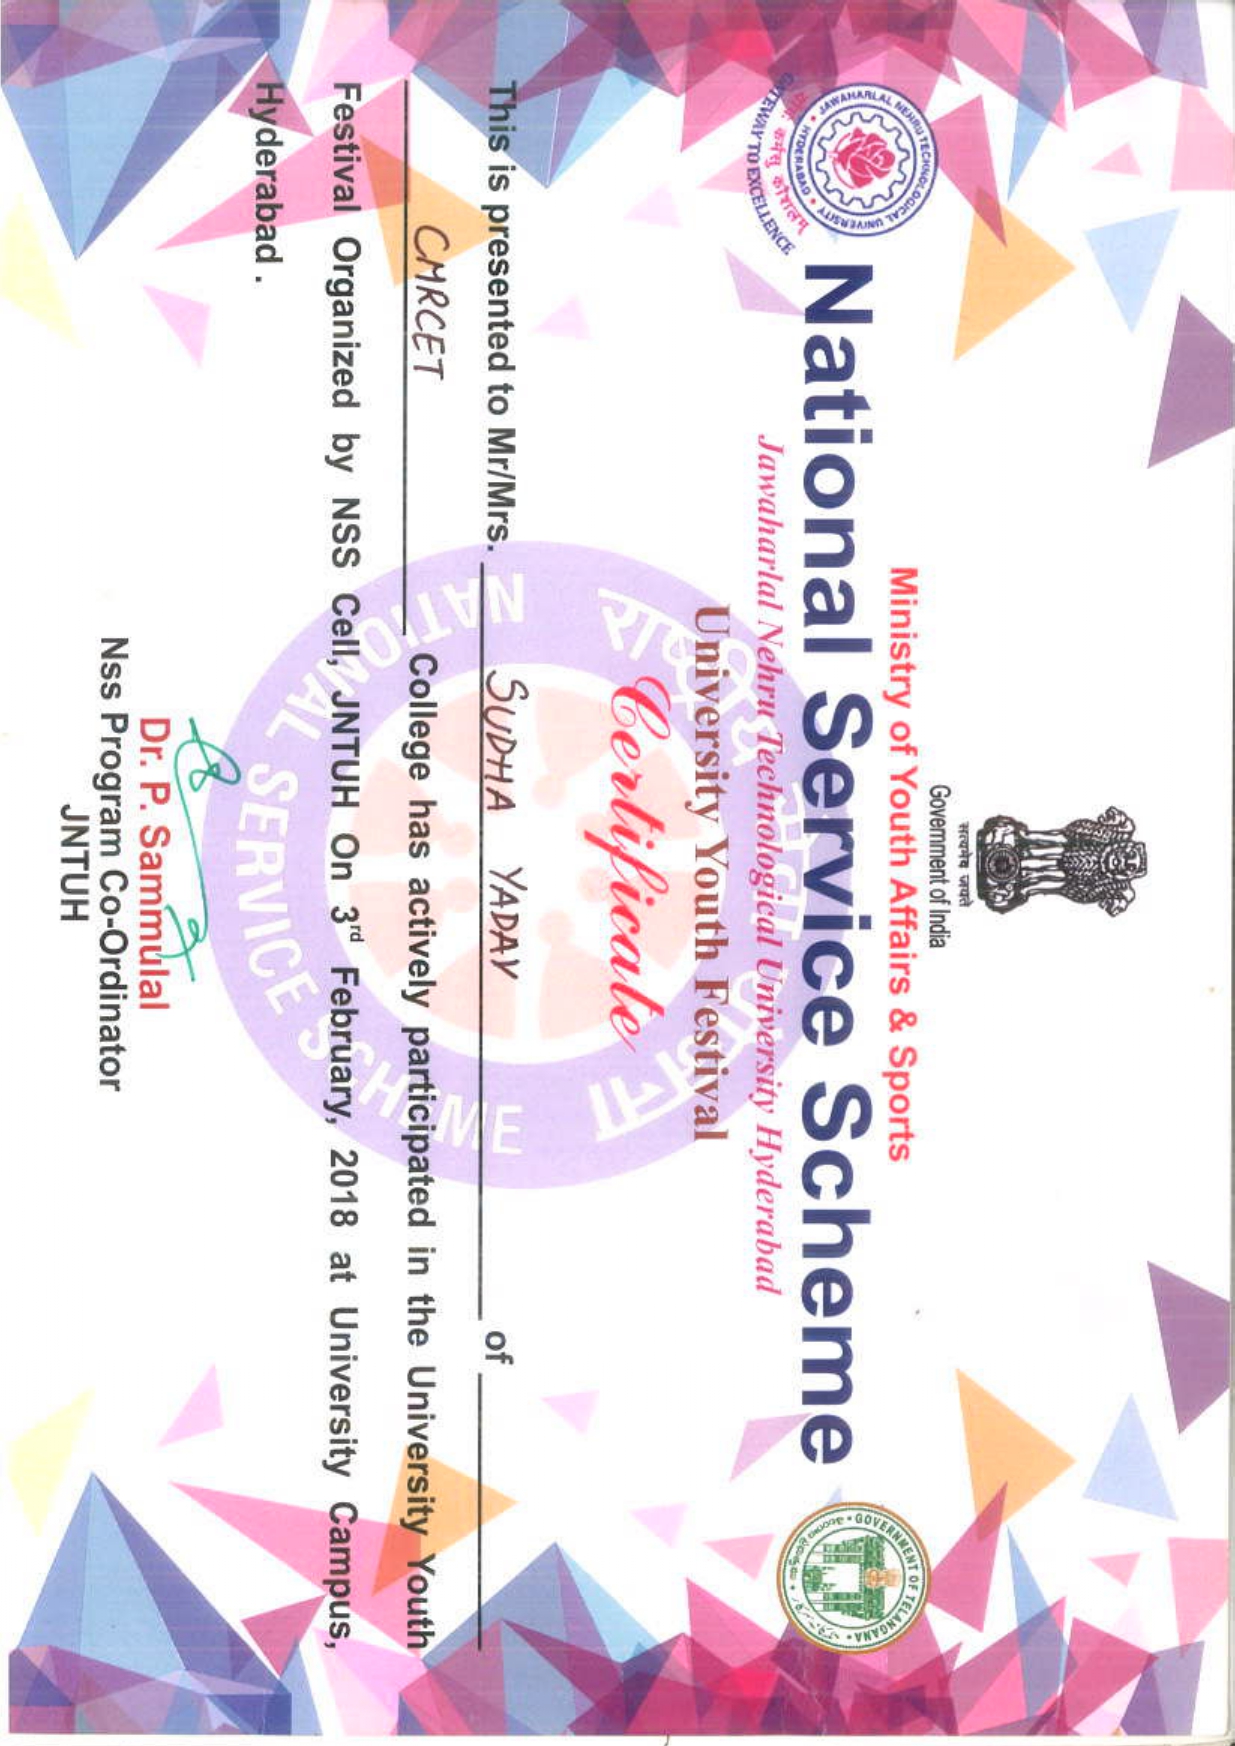 सत्यमेव जयते
Government of India
Ministry of Youth Affairs & Sports
National Service Scheme
JAWAHARLAL NEHRU TECHNOLOGICAL UNIVERSITY
HYDERABAD
योगः कर्मसु कौशलम्
GATEWAY TO EXCELLENCE
GOVERNMENT OF TELANGANA
Jawaharlal Nehru Technological University Hyderabad
University Youth Festival
Certificate
राष्ट्रीय सेवा योजना
NATIONAL SERVICE SCHEME
This is presented to Mr/Mrs. SUDHA YADAV of
CMRCET College has actively participated in the University Youth
Festival Organized by NSS Cell, JNTUH On 3rd February, 2018 at University Campus,
Hyderabad .
Dr. P. Sammulal
Nss Program Co-Ordinator
JNTUH